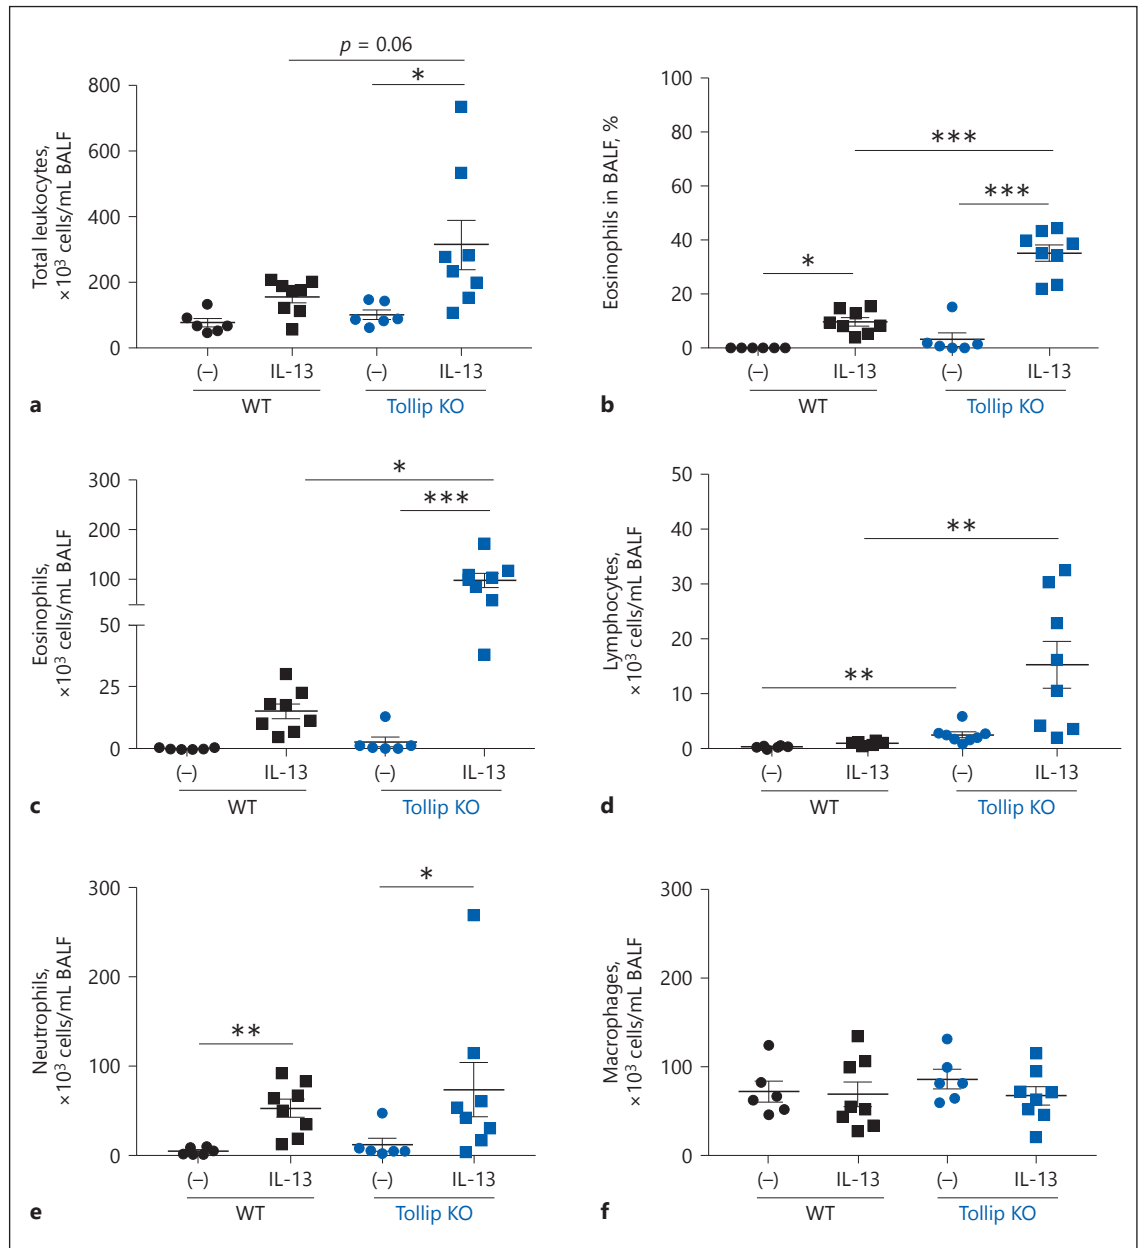 p = 0.06
*
800
600
400
200
0
Total leukocytes,
×10³ cells/mL BALF
(–) IL-13 (–) IL-13
WT Tollip KO
a
100
80
60
40
20
0
Eosinophils in BALF, %
***
***
*
(–) IL-13 (–) IL-13
WT Tollip KO
b
300
200
100
50
25
0
Eosinophils,
×10³ cells/mL BALF
*
***
(–) IL-13 (–) IL-13
WT Tollip KO
c
50
40
30
20
10
0
Lymphocytes,
×10³ cells/mL BALF
**
**
(–) IL-13 (–) IL-13
WT Tollip KO
d
300
200
100
0
Neutrophils,
×10³ cells/mL BALF
*
**
(–) IL-13 (–) IL-13
WT Tollip KO
e
300
200
100
0
Macrophages,
×10³ cells/mL BALF
(–) IL-13 (–) IL-13
WT Tollip KO
f